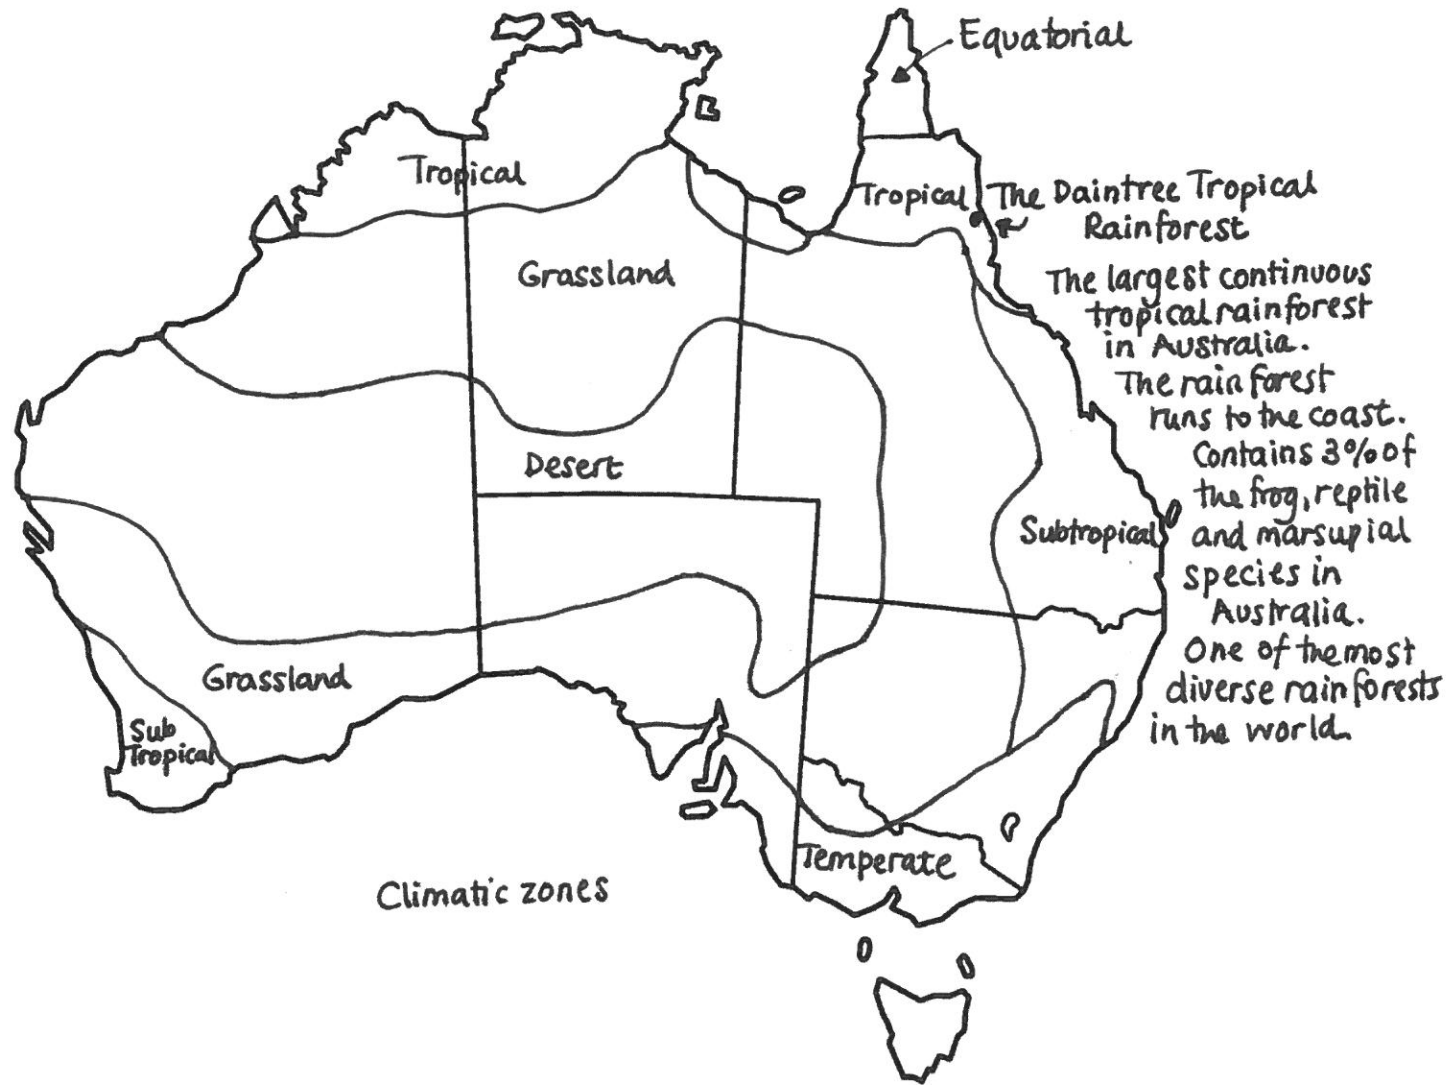 Equatorial
Tropical
Tropical
The Daintree Tropical
Rainforest
Grassland
The largest continuous
tropical rainforest
in Australia.
The rainforest
runs to the coast.
Contains 3% of
the frog, reptile
and marsupial
species in
Australia.
One of the most
diverse rainforests
in the world.
Desert
Subtropical
Grassland
Sub
Tropical
Temperate
Climatic zones